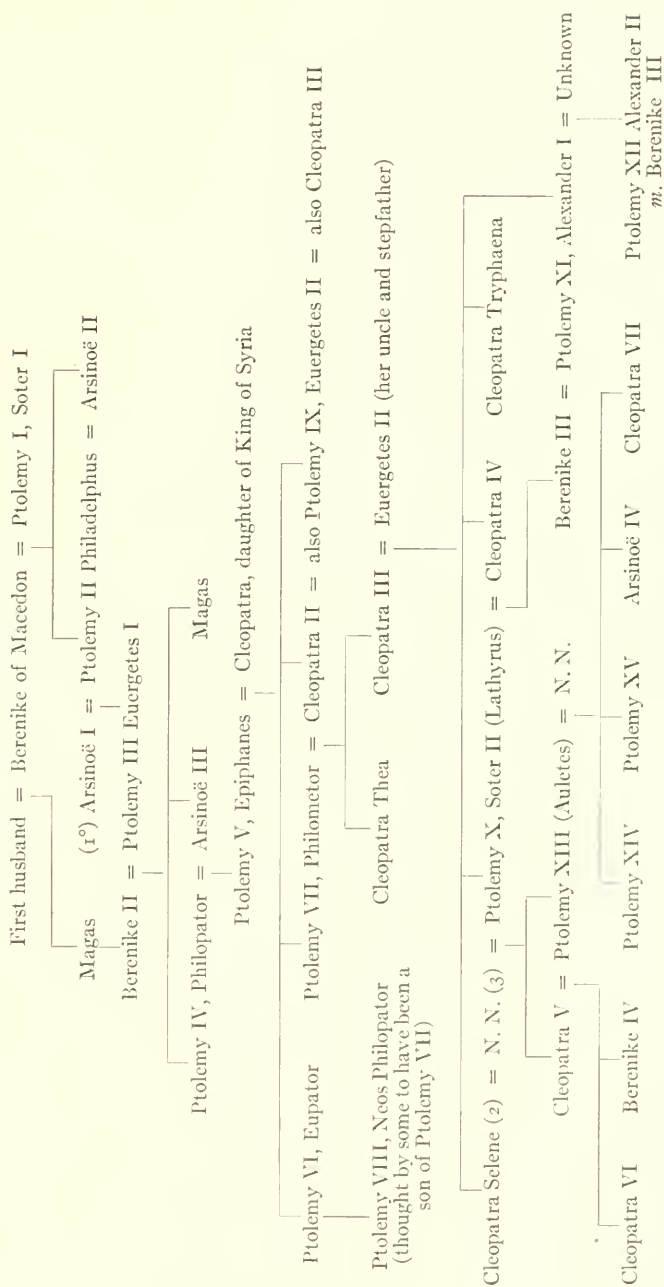 First husband = Berenike of Macedon = Ptolemy I, Soter I
Magas (1°) Arsinoë I = Ptolemy II Philadelphus = Arsinoë II
Berenike II = Ptolemy III Euergetes I
Ptolemy IV, Philopator = Arsinoë III Magas
Ptolemy V, Epiphanes = Cleopatra, daughter of King of Syria
Ptolemy VI, Eupator Ptolemy VII, Philometor = Cleopatra II = also Ptolemy IX, Euergetes II = also Cleopatra III
Ptolemy VIII, Neos Philopator Cleopatra Thea Cleopatra III = Euergetes II (her uncle and stepfather)
(thought by some to have been a
son of Ptolemy VII)
Cleopatra Selene (2) = N. N. (3) = Ptolemy X, Soter II (Lathyrus) = Cleopatra IV Cleopatra Tryphaena
Cleopatra V = Ptolemy XIII (Auletes) = N. N. Berenike III = Ptolemy XI, Alexander I = Unknown
Cleopatra VI Berenike IV Ptolemy XIV Ptolemy XV Arsinoë IV Cleopatra VII Ptolemy XII Alexander II
m. Berenike III